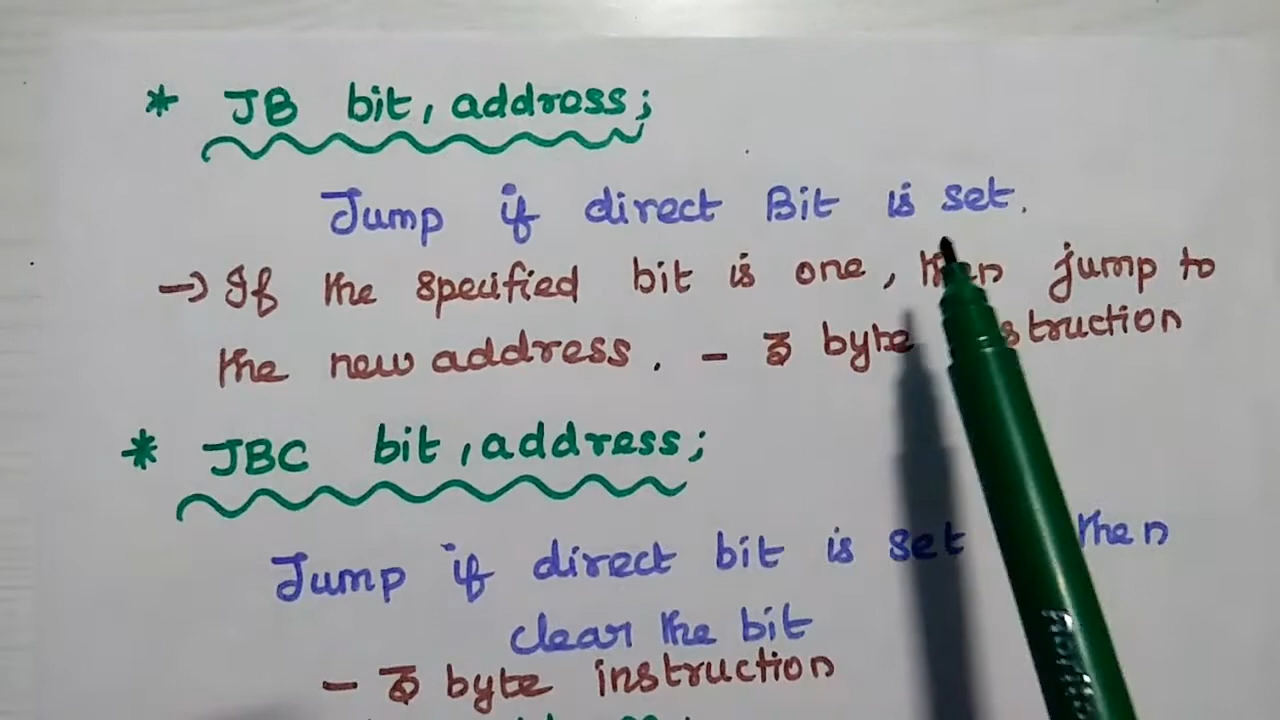 * JB bit, address;
Jump if direct Bit is set.
→ If the specified bit is one, then jump to
the new address. - 3 byte instruction
* JBC bit, address;
Jump if direct bit is set then
clear the bit
- 3 byte instruction